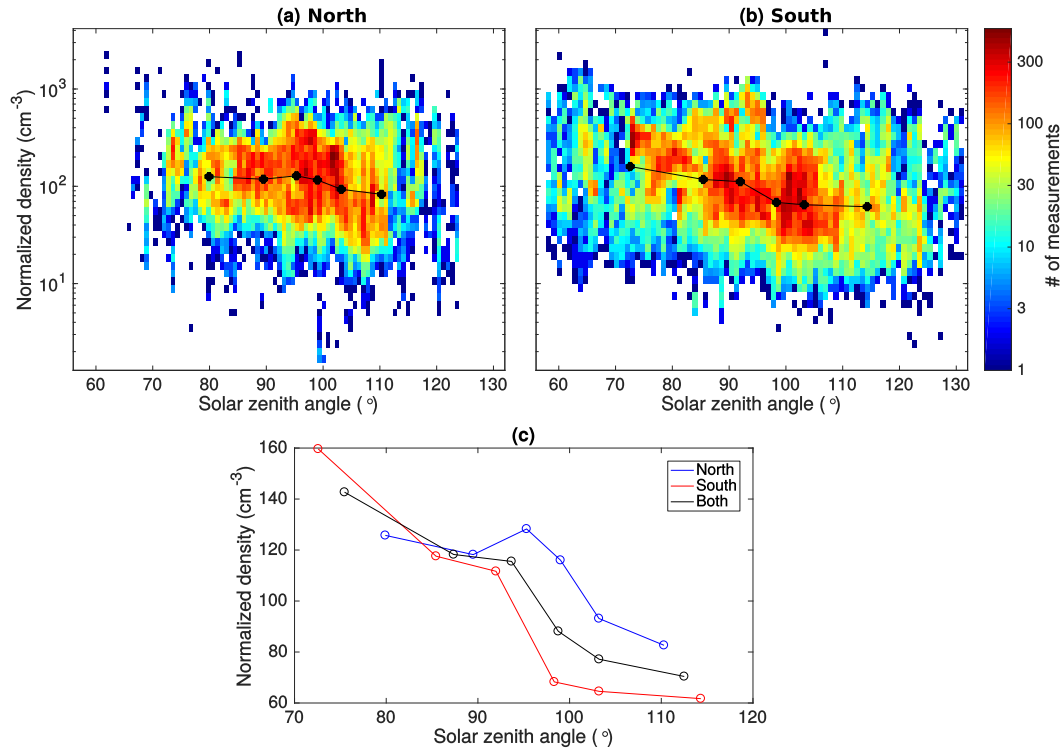 (a) North
(b) South
10³
10²
10¹
Normalized density (cm⁻³)
60 70 80 90 100 110 120 130
Solar zenith angle (°)
60 70 80 90 100 110 120 130
Solar zenith angle (°)
300
100
30
10
3
1
# of measurements
(c)
160
140
120
100
80
60
Normalized density (cm⁻³)
North
South
Both
70 80 90 100 110 120
Solar zenith angle (°)